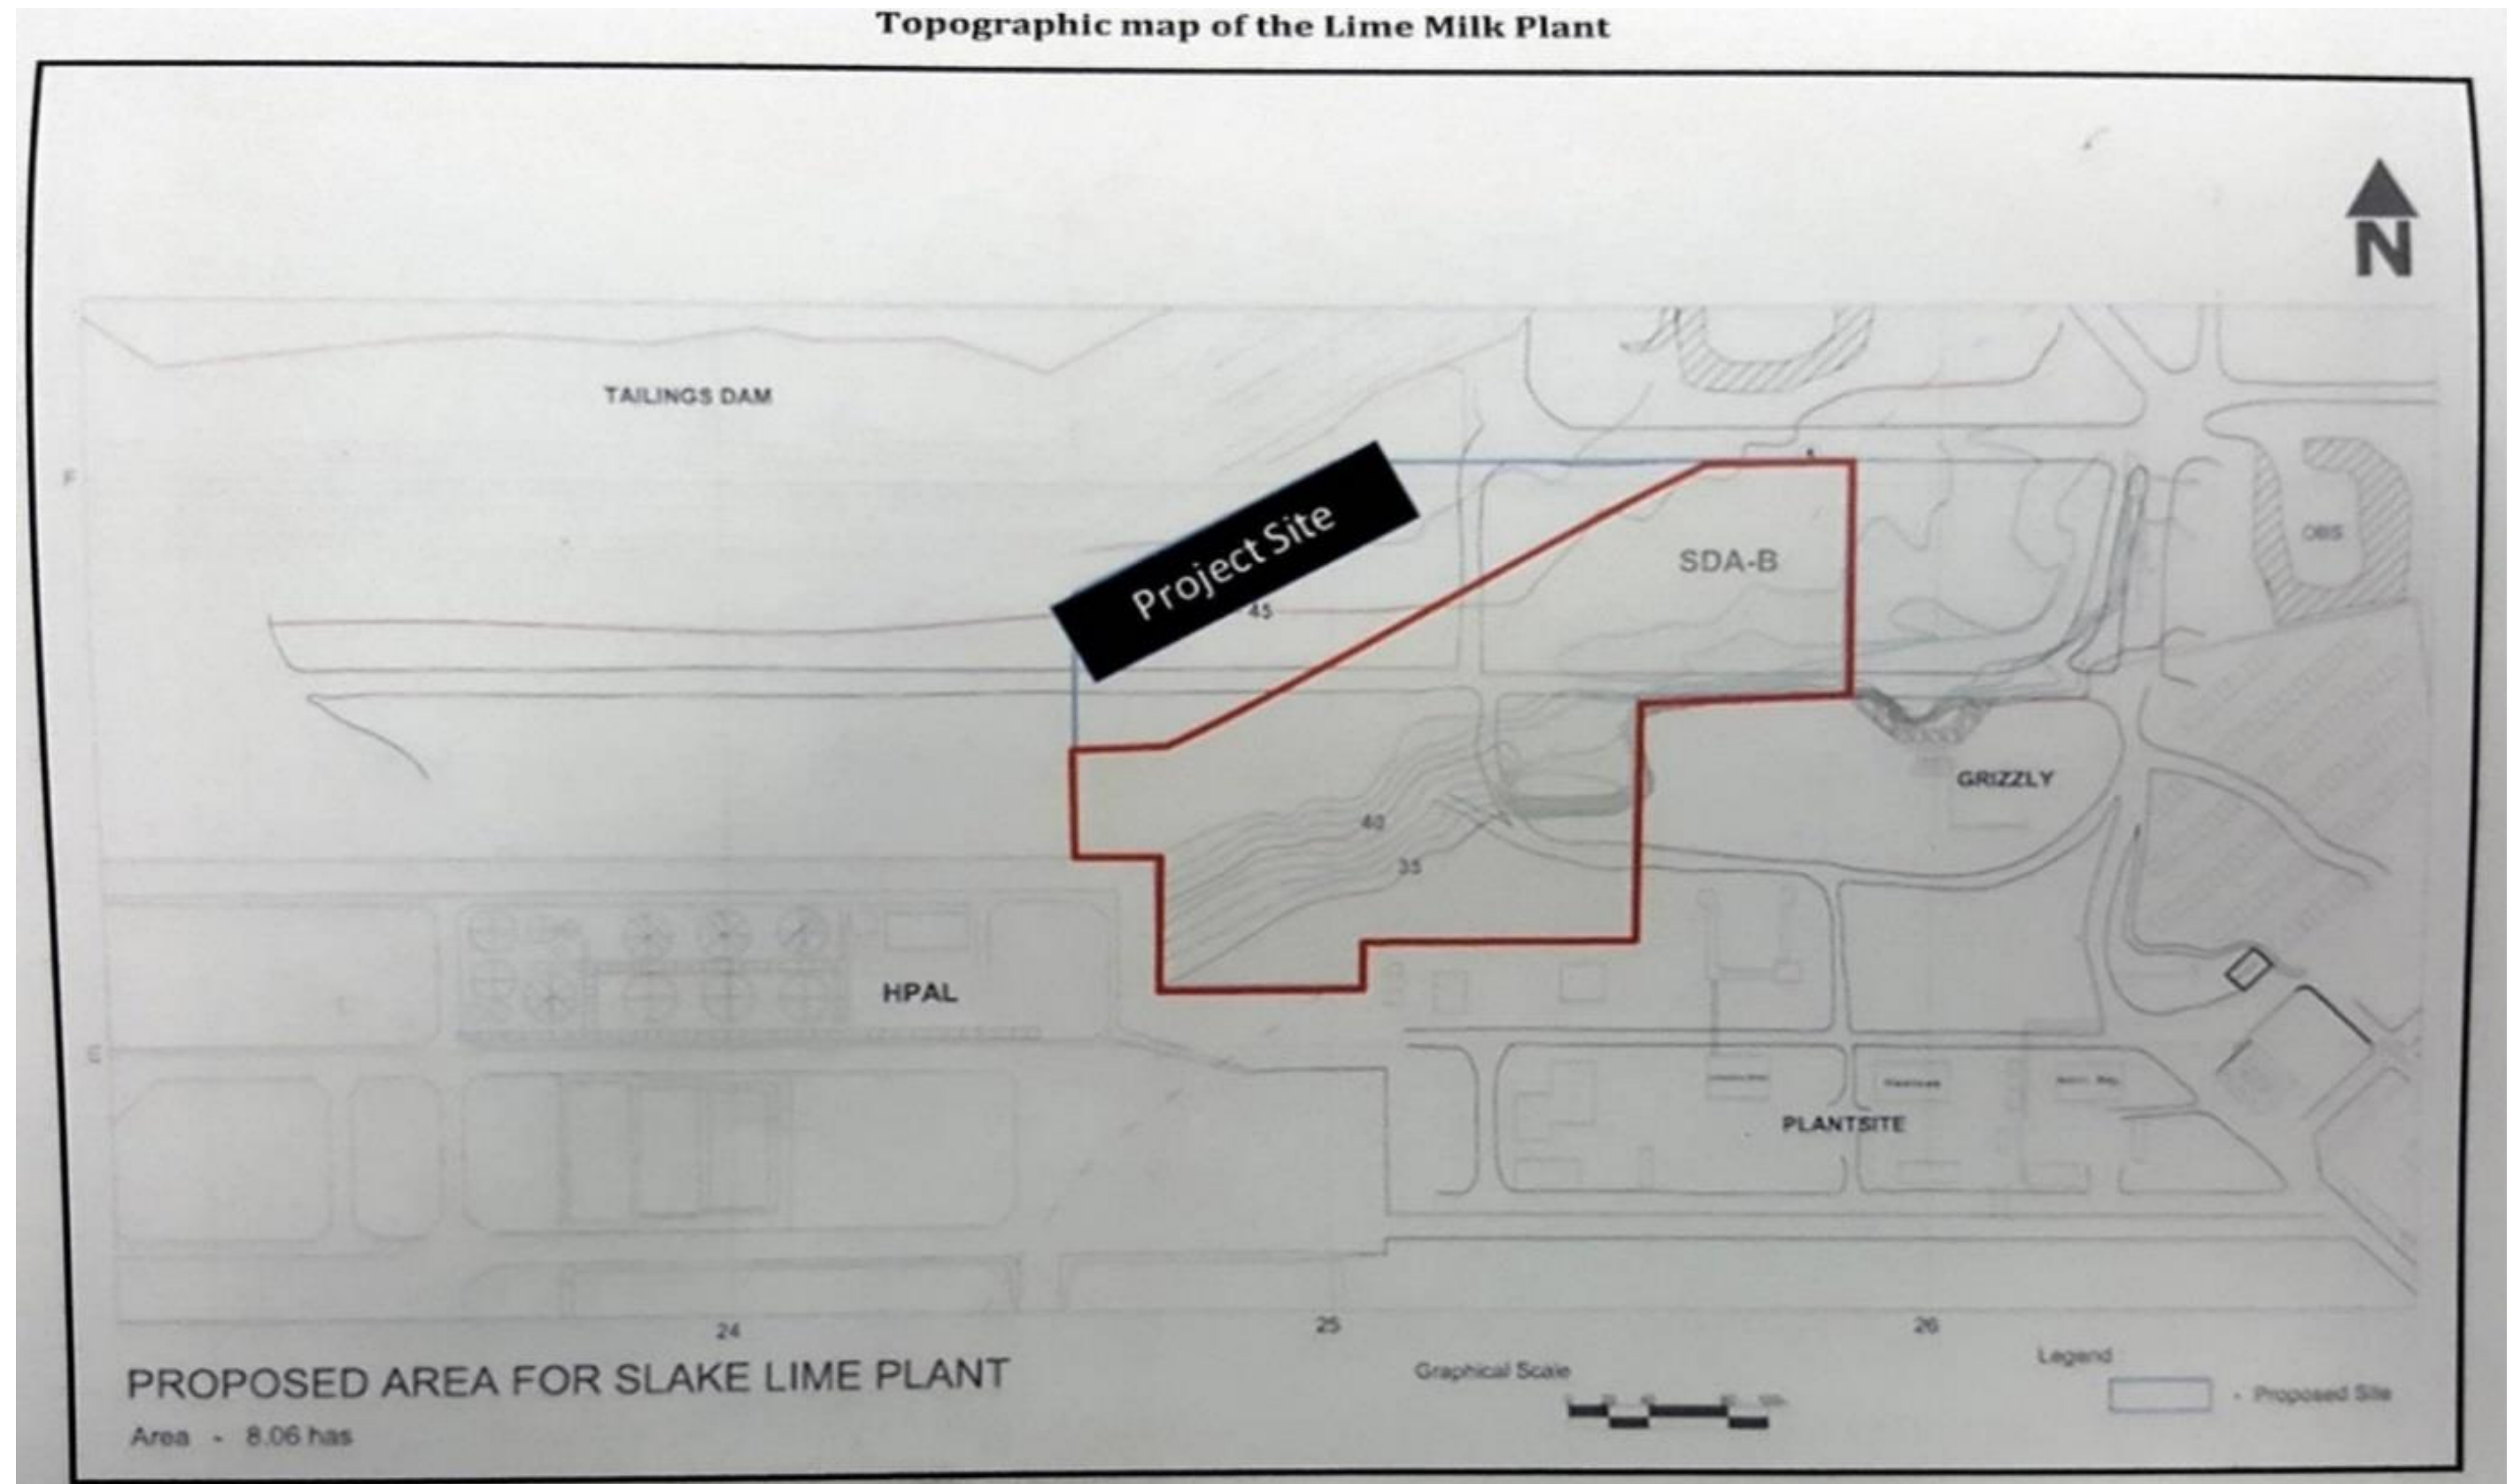 Topographic map of the Lime Milk Plant
N
TAILINGS DAM
F
Project Site
OBS
SDA-B
45
GRIZZLY
40
35
HPAL
E
PLANTSITE
24
25
26
PROPOSED AREA FOR SLAKE LIME PLANT
Area - 8.06 has
Graphical Scale
Legend
- Proposed Site